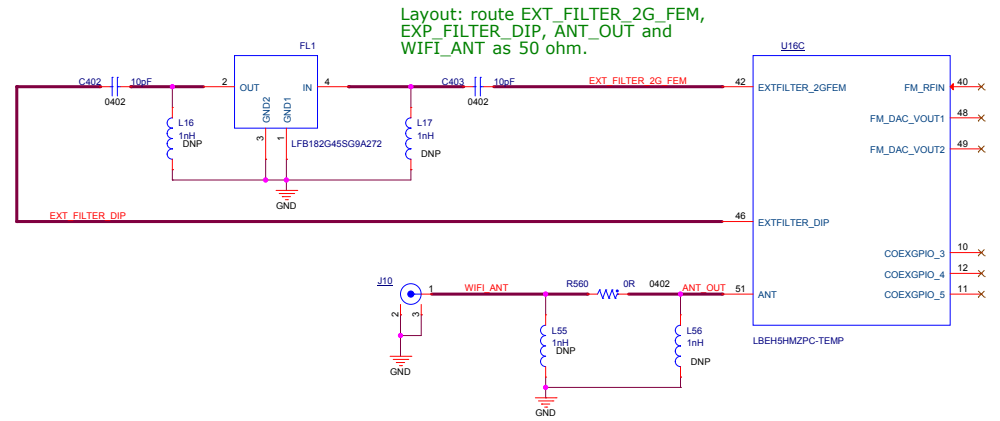 Layout: route EXT_FILTER_2G_FEM,
EXP_FILTER_DIP, ANT_OUT and
WIFI_ANT as 50 ohm.
FL1
U16C
C402
10pF
0402
2
OUT
IN
4
GND2
GND1
3
1
LFB182G45SG9A272
C403
10pF
0402
EXT_FILTER_2G_FEM
42
EXTFILTER_2GFEM
FM_RFIN
40
FM_DAC_VOUT1
48
FM_DAC_VOUT2
49
L16
1nH
DNP
L17
1nH
DNP
GND
EXT_FILTER_DIP
46
EXTFILTER_DIP
COEXGPIO_3
10
COEXGPIO_4
12
COEXGPIO_5
11
J10
1
2
3
WIFI_ANT
R560
0R
0402
ANT_OUT
51
ANT
L55
1nH
DNP
L56
1nH
DNP
LBEH5HMZPC-TEMP
GND
GND